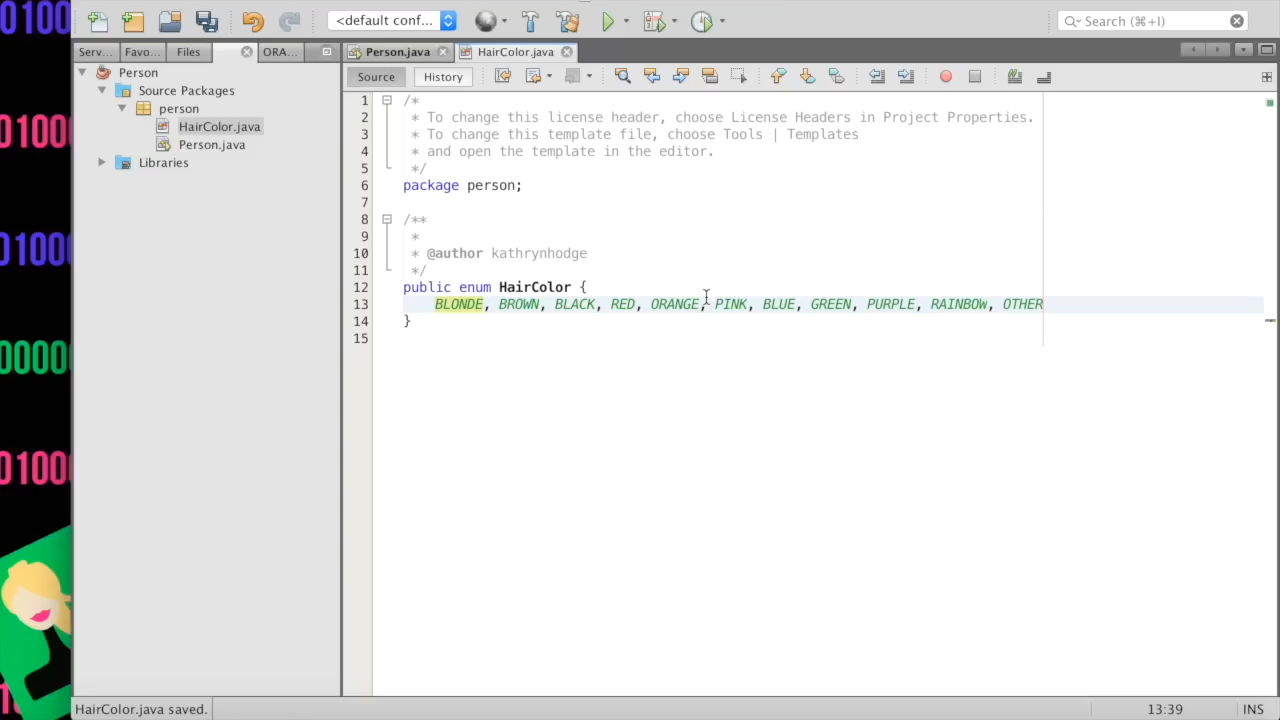 <default conf...
Search (⌘+I)
Serv...
Favo...
Files
ORA...
Person.java
HairColor.java
Source
History
Person
Source Packages
person
HairColor.java
Person.java
Libraries
1 /*
2 * To change this license header, choose License Headers in Project Properties.
3 * To change this template file, choose Tools | Templates
4 * and open the template in the editor.
5 */
6 package person;
7
8 /**
9 *
10 * @author kathrynhodge
11 */
12 public enum HairColor {
13 BLONDE, BROWN, BLACK, RED, ORANGE, PINK, BLUE, GREEN, PURPLE, RAINBOW, OTHER
14 }
15
HairColor.java saved.
13:39
INS